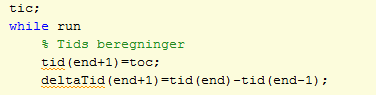 tic;
while run
% Tids beregninger
tid(end+1)=toc;
deltaTid(end+1)=tid(end)-tid(end-1);